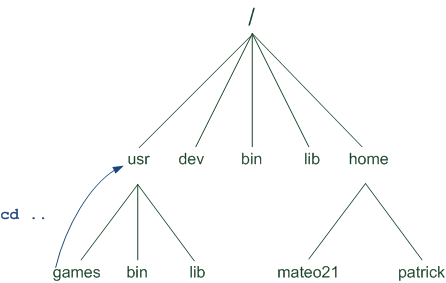 /
usr dev bin lib home
cd ..
games bin lib mateo21 patrick